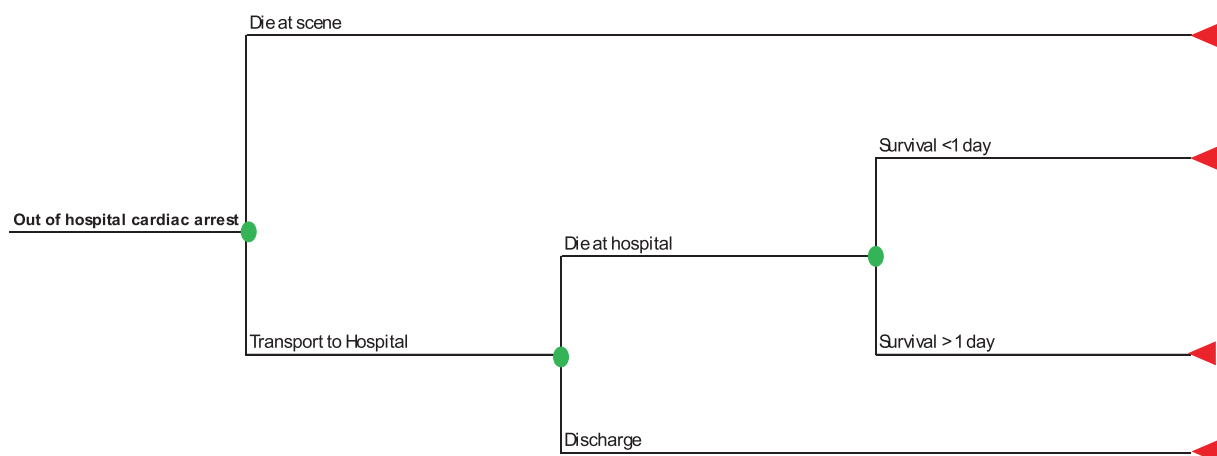 Die at scene
Survival <1 day
Out of hospital cardiac arrest
Die at hospital
Transport to Hospital
Survival > 1 day
Discharge